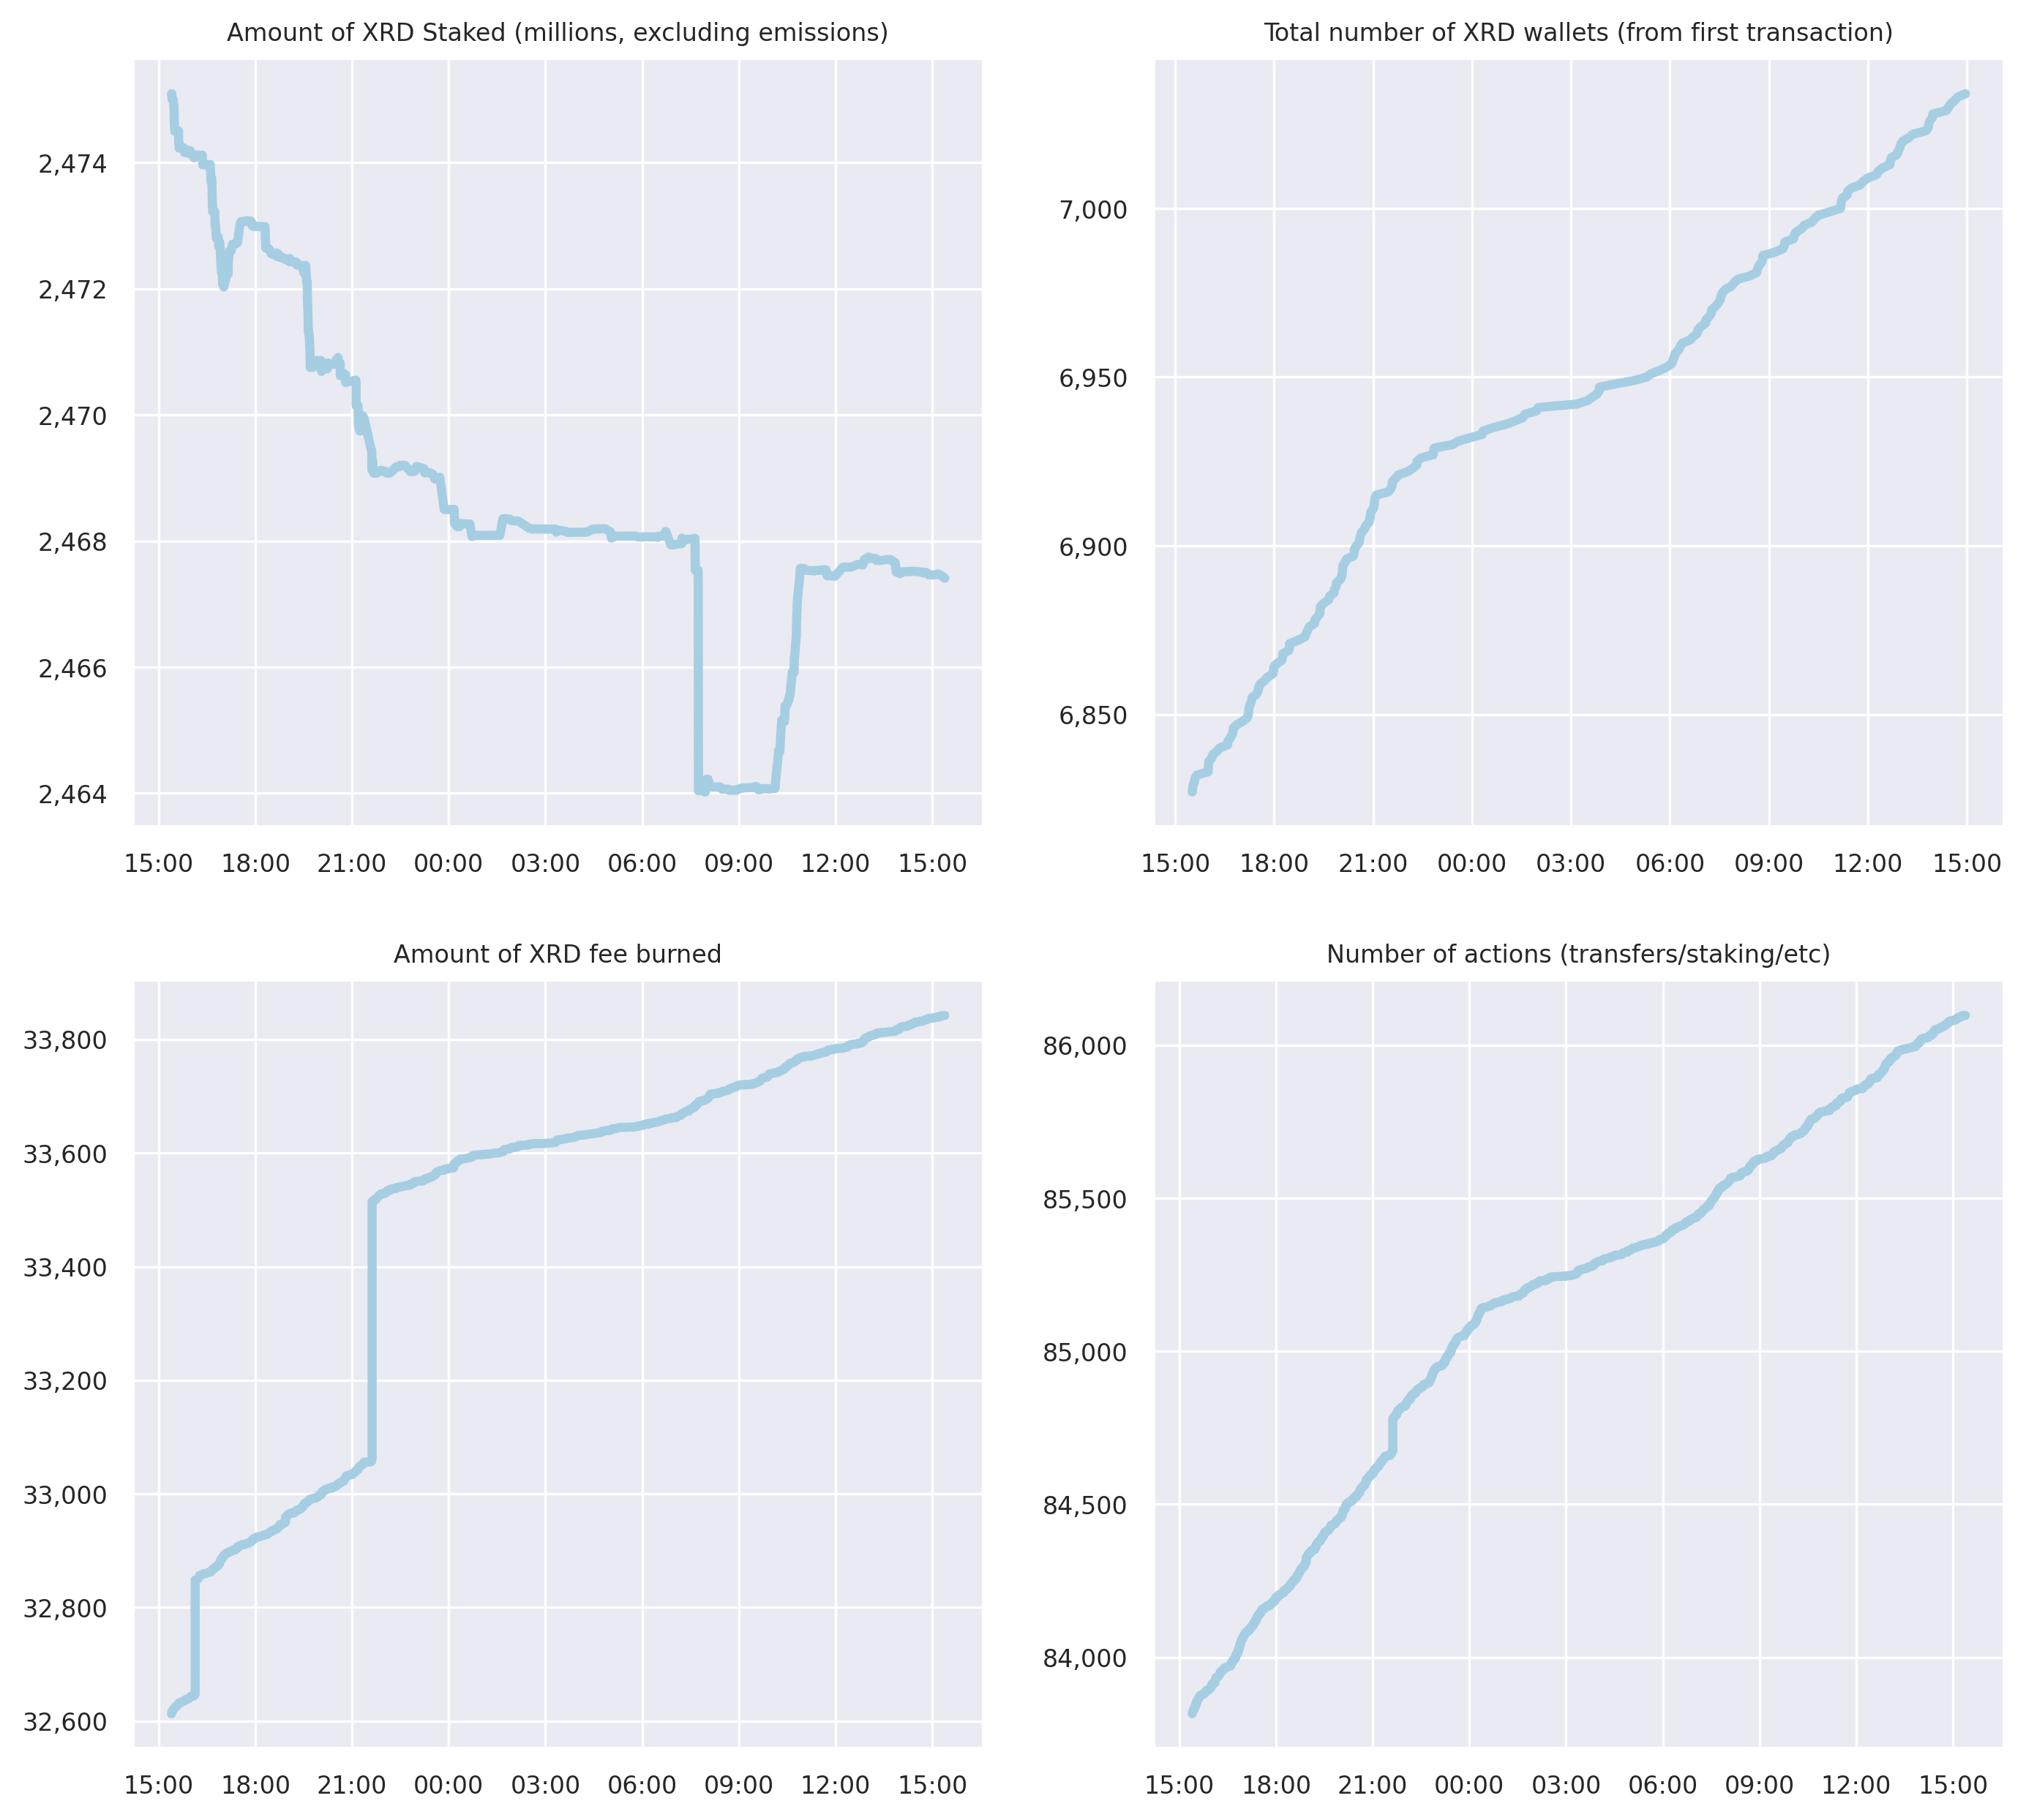 Amount of XRD Staked (millions, excluding emissions)
2,474
2,472
2,470
2,468
2,466
2,464
15:00 18:00 21:00 00:00 03:00 06:00 09:00 12:00 15:00
Total number of XRD wallets (from first transaction)
7,000
6,950
6,900
6,850
15:00 18:00 21:00 00:00 03:00 06:00 09:00 12:00 15:00
Amount of XRD fee burned
33,800
33,600
33,400
33,200
33,000
32,800
32,600
15:00 18:00 21:00 00:00 03:00 06:00 09:00 12:00 15:00
Number of actions (transfers/staking/etc)
86,000
85,500
85,000
84,500
84,000
15:00 18:00 21:00 00:00 03:00 06:00 09:00 12:00 15:00